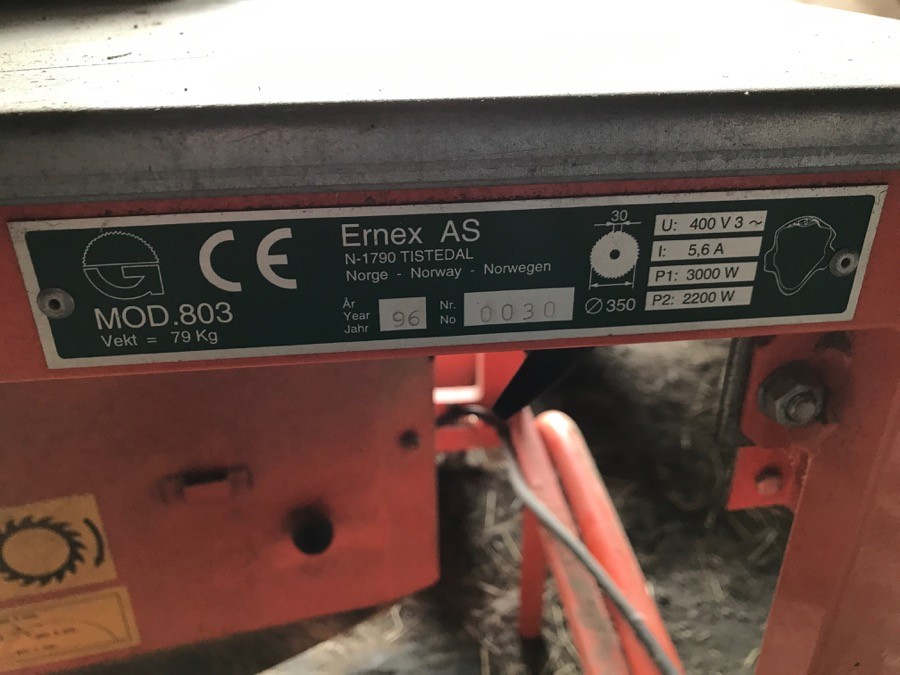 G
CE
MOD.803
Vekt = 79 Kg
Ernex AS
N-1790 TISTEDAL
Norge - Norway - Norwegen
År
Year
Jahr
96
Nr.
No
0030
30
Ø 350
U: 400 V 3 ~
I: 5,6 A
P1: 3000 W
P2: 2200 W